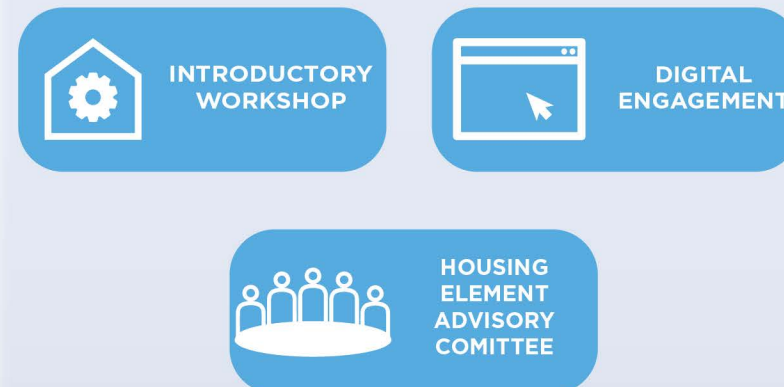 INTRODUCTORY
WORKSHOP
DIGITAL
ENGAGEMENT
HOUSING
ELEMENT
ADVISORY
COMITTEE